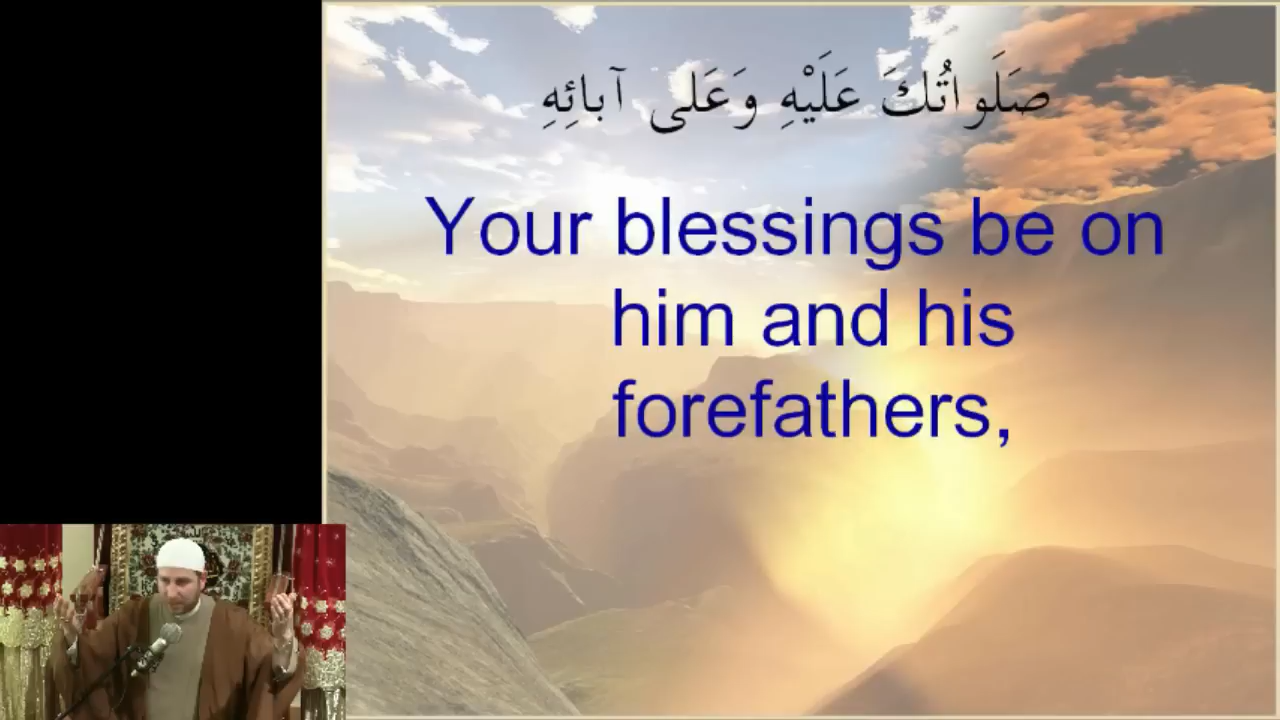 صَلَواتُكَ عَلَيْهِ وَعَلى آبائِهِ
Your blessings be on
him and his
forefathers,